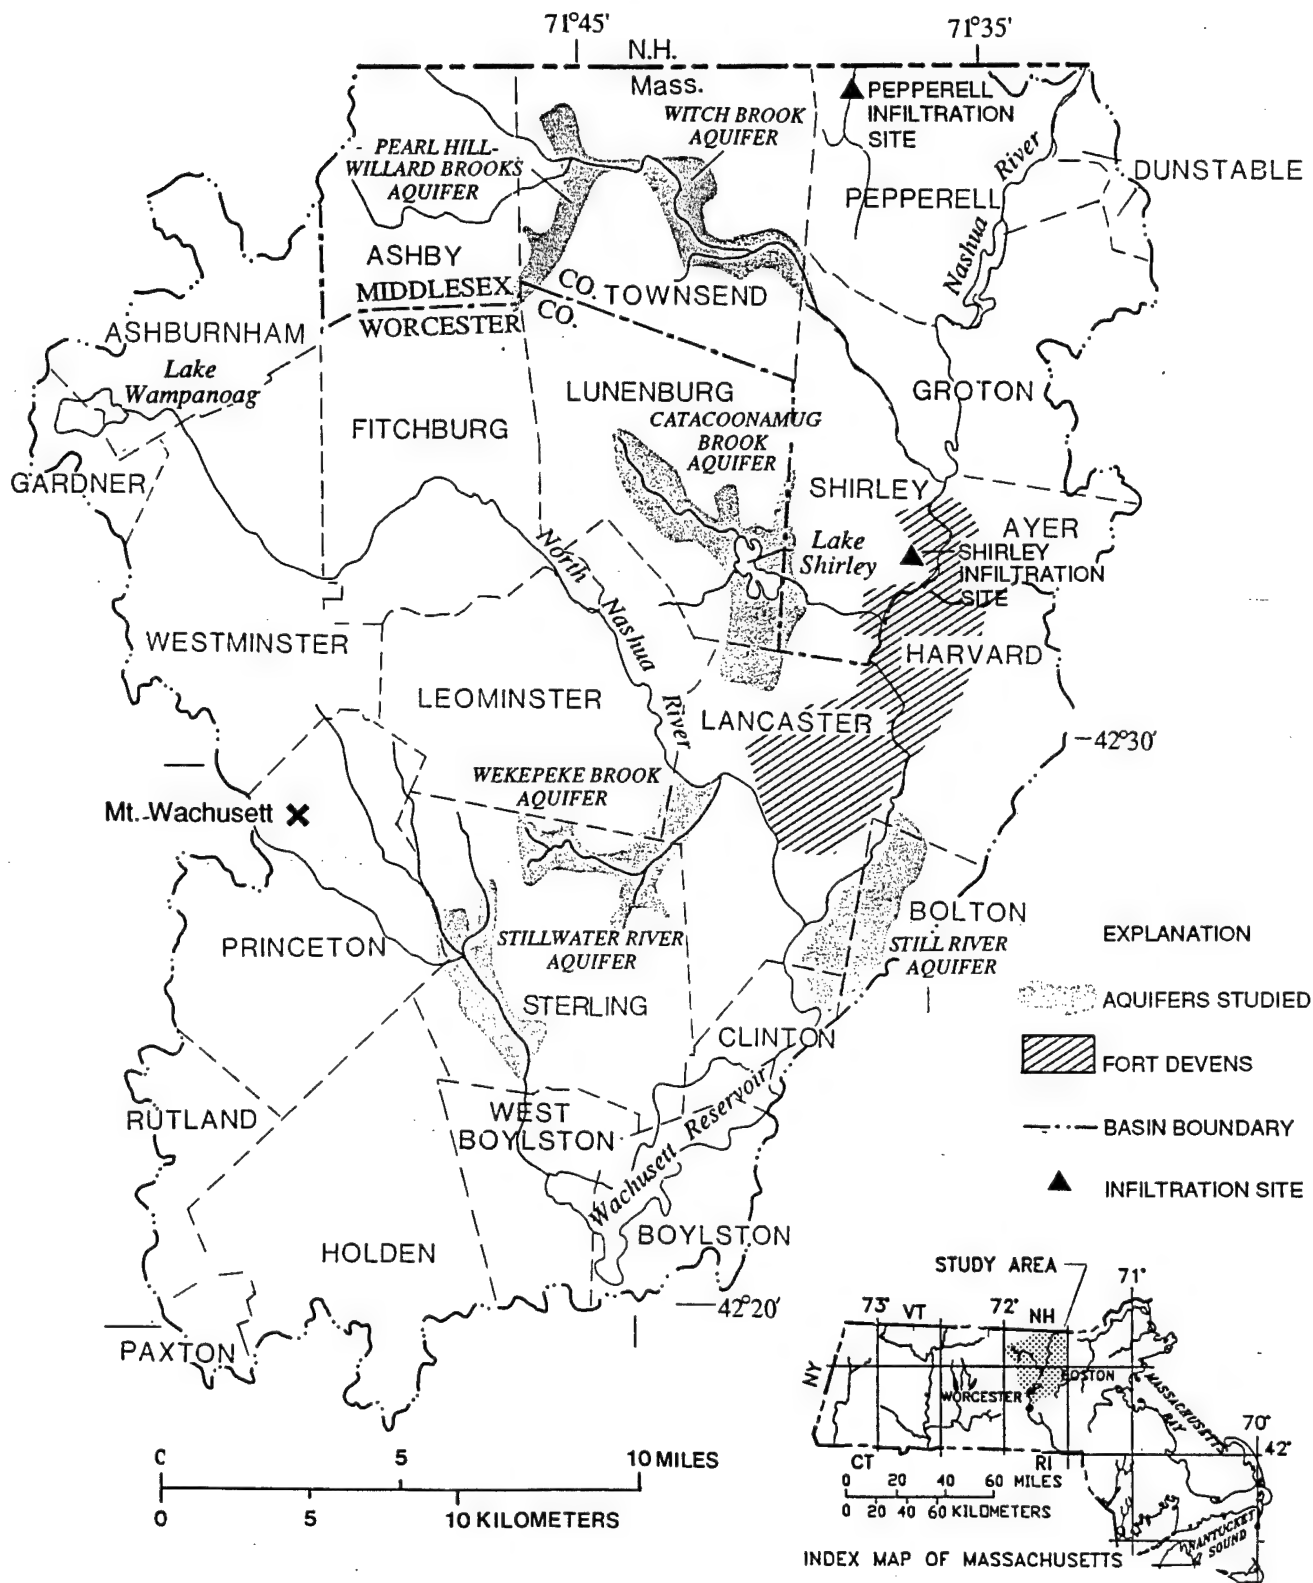 71°45'
71°35'
N.H.
Mass.
PEPPERELL
INFILTRATION
SITE
WITCH BROOK
AQUIFER
PEARL HILL-
WILLARD BROOKS
AQUIFER
Nashua River
DUNSTABLE
PEPPERELL
ASHBY
MIDDLESEX CO.
WORCESTER CO.
TOWNSEND
ASHBURNHAM
Lake
Wampanoag
LUNENBURG
GROTON
CATACOONAMUG
BROOK
AQUIFER
FITCHBURG
GARDNER
SHIRLEY
AYER
Lake
Shirley
SHIRLEY
INFILTRATION
SITE
North Nashua River
WESTMINSTER
HARVARD
LEOMINSTER
LANCASTER
42°30'
WEKEPEKE BROOK
AQUIFER
Mt. Wachusett
BOLTON
PRINCETON
STILLWATER RIVER
AQUIFER
STILL RIVER
AQUIFER
STERLING
CLINTON
EXPLANATION
AQUIFERS STUDIED
FORT DEVENS
BASIN BOUNDARY
INFILTRATION SITE
RUTLAND
WEST
BOYLSTON
Wachusett Reservoir
BOYLSTON
HOLDEN
42°20'
PAXTON
0 5 10 MILES
0 5 10 KILOMETERS
STUDY AREA
71°
73° VT 72° NH
NY
BOSTON
WORCESTER
MASSACHUSETTS
BAY
70°
42°
CT RI
0 20 40 60 MILES
0 20 40 60 KILOMETERS
NANTUCKET
SOUND
INDEX MAP OF MASSACHUSETTS